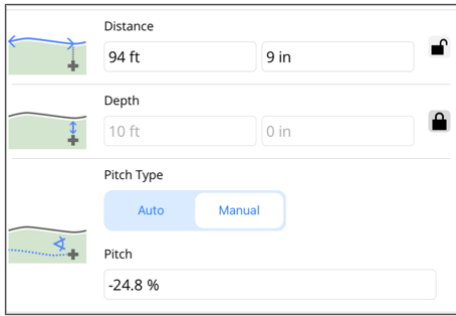 Distance
94 ft 9 in
Depth
10 ft 0 in
Pitch Type
Auto Manual
Pitch
-24.8 %